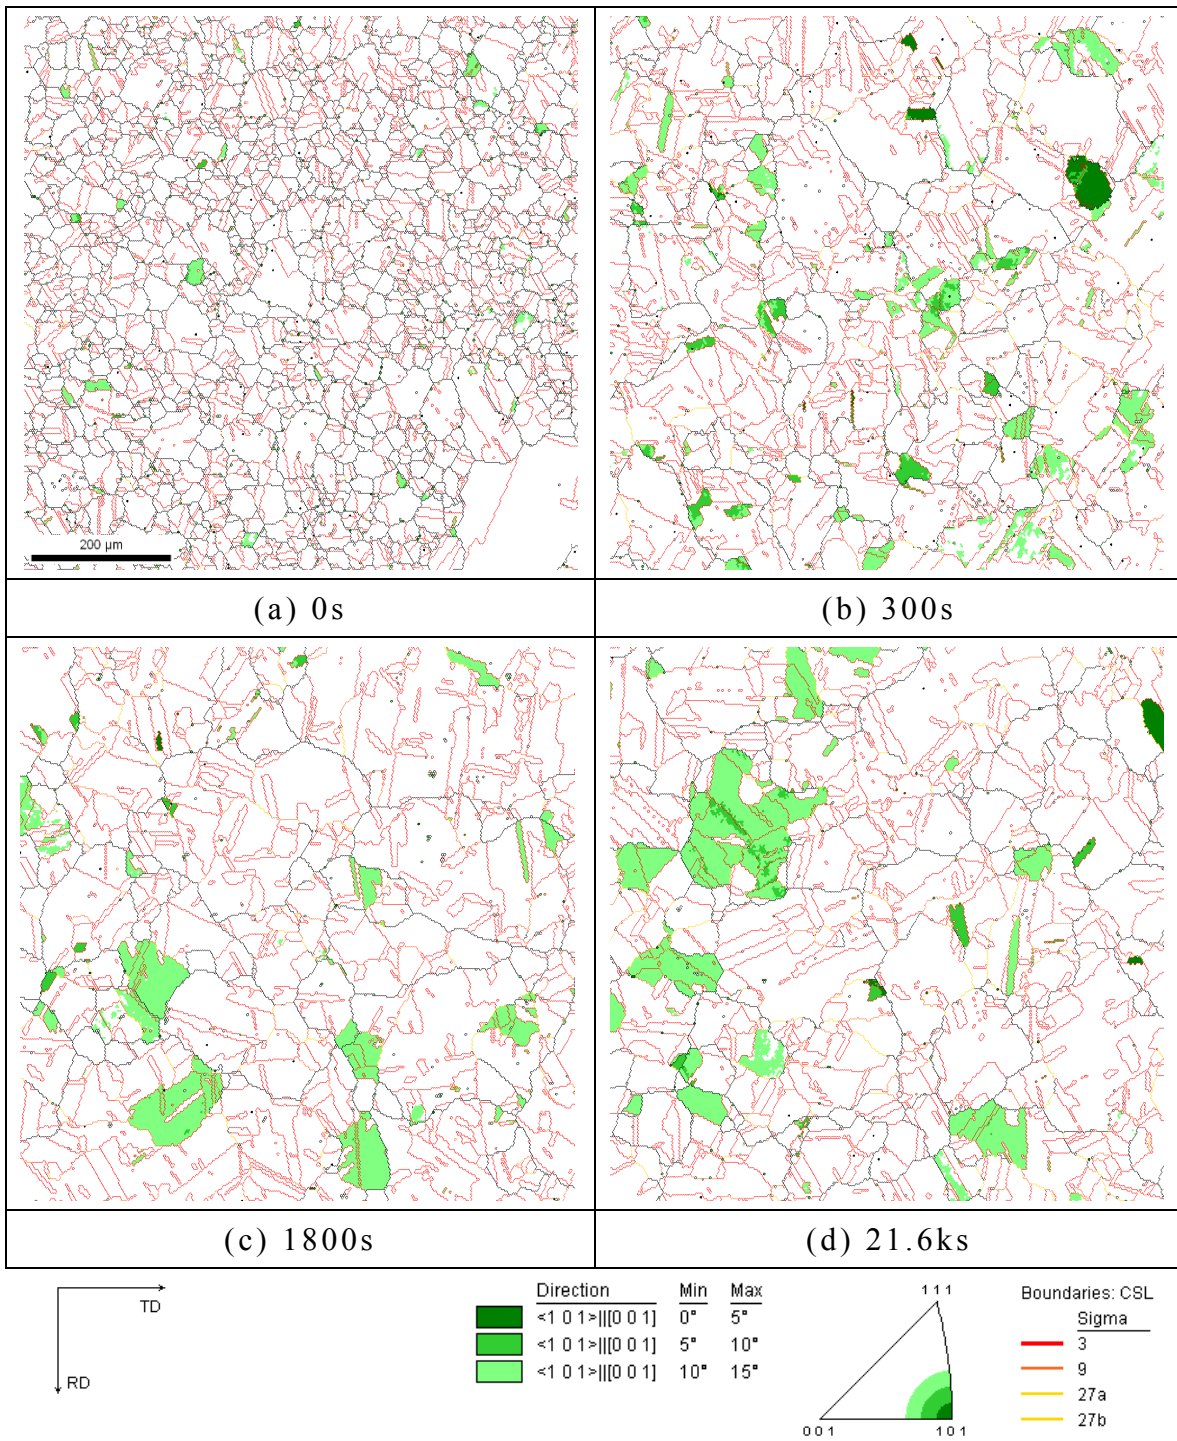 200 µm
(a) 0s
(b) 300s
(c) 1800s
(d) 21.6ks
TD
RD
Direction Min Max
<1 0 1>||[0 0 1] 0° 5°
<1 0 1>||[0 0 1] 5° 10°
<1 0 1>||[0 0 1] 10° 15°
1 1 1
0 0 1
1 0 1
Boundaries: CSL
Sigma
3
9
27a
27b